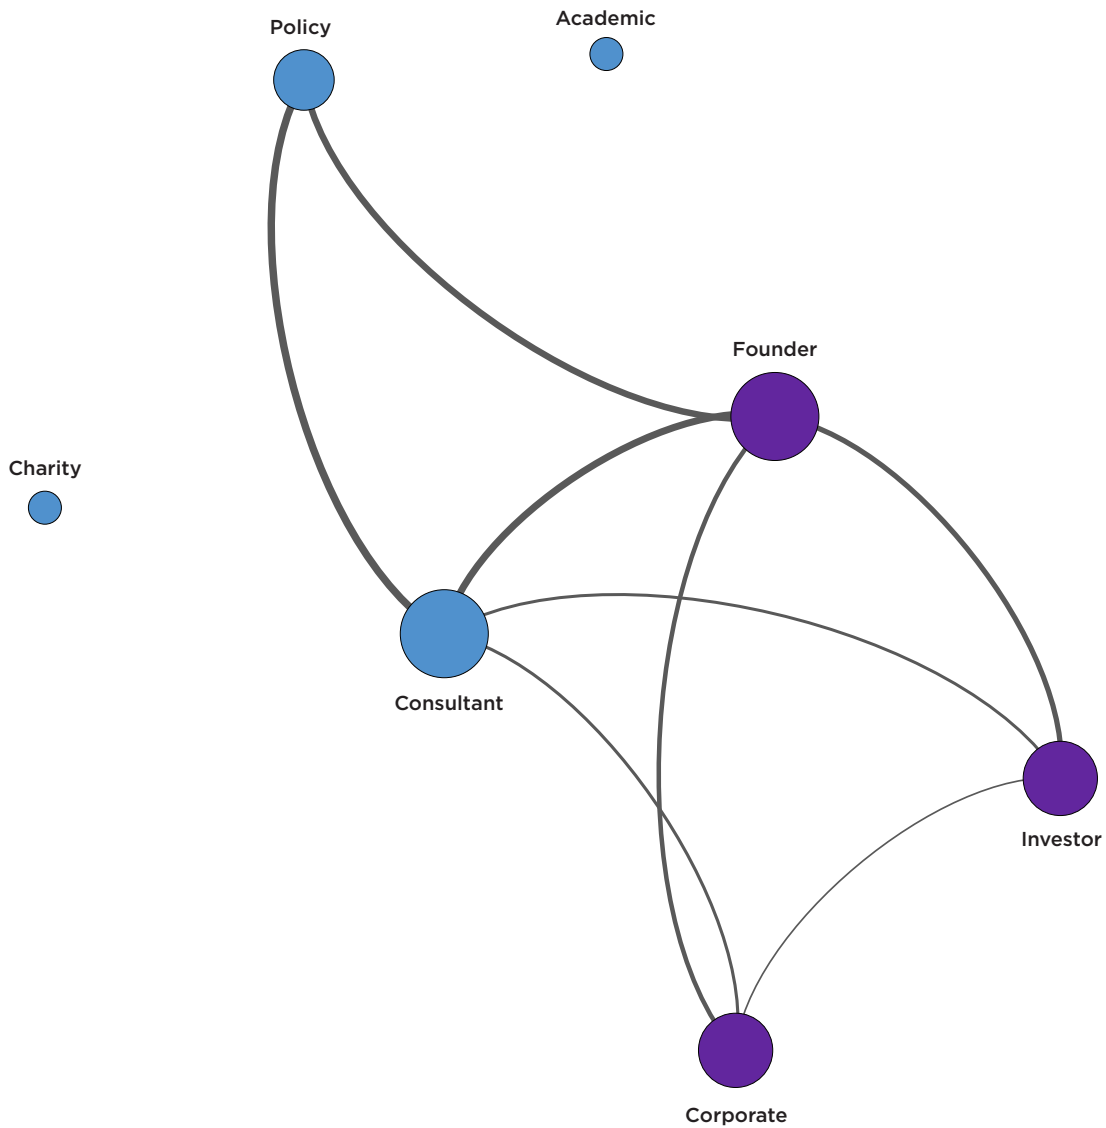 Academic
Policy
Founder
Charity
Consultant
Investor
Corporate